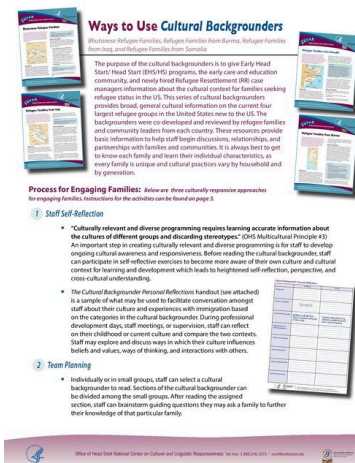 Ways to Use Cultural Backgrounders
Bhutanese Refugee Families, Refugee Families from Burma, Refugee Families
from Iraq, and Refugee Families from Somalia
The purpose of the cultural backgrounders is to give Early Head
Start/ Head Start (EHS/HS) programs, the early care and education
community, and newly hired Refugee Resettlement (RR) case
managers information about the cultural context for families seeking
refugee status in the US. This series of cultural backgrounders
provides broad, general cultural information on the current four
largest refugee groups in the United States new to the US. The
backgrounders were co-developed and reviewed by refugee families
and community leaders from each country. These resources provide
basic information to help staff begin discussions, relationships, and
partnerships with families and communities. It is always best to get
to know each family and learn their individual characteristics, as
every family is unique and cultural practices vary by household and
by generation.
Process for Engaging Families: Below are three culturally responsive approaches
for engaging families. Instructions for the activities can be found on page 3.
1 Staff Self-Reflection
• "Culturally relevant and diverse programming requires learning accurate information about
the cultures of different groups and discarding stereotypes." (OHS Multicultural Principle #3)
An important step in creating culturally relevant and diverse programming is for staff to develop
ongoing cultural awareness and responsiveness. Before reading the cultural backgrounder, staff
can participate in self-reflective exercises to become more aware of their own culture and cultural
context for learning and development which leads to heightened self-reflection, perspective, and
cross-cultural understanding.
• The Cultural Backgrounder Personal Reflections handout (see attached)
is a sample of what may be used to facilitate conversation amongst
staff about their culture and experiences with immigration based
on the categories in the cultural backgrounder. During professional
development days, staff meetings, or supervision, staff can reflect
on their childhood or current culture and compare the two contexts.
Staff may explore and discuss ways in which their culture influences
beliefs and values, ways of thinking, and interactions with others.
2 Team Planning
• Individually or in small groups, staff can select a cultural
backgrounder to read. Sections of the cultural backgrounder can
be divided among the small groups. After reading the assigned
section, staff can brainstorm guiding questions they may ask a family to further
their knowledge of that particular family.
Office of Head Start National Center on Cultural and Linguistic Responsiveness